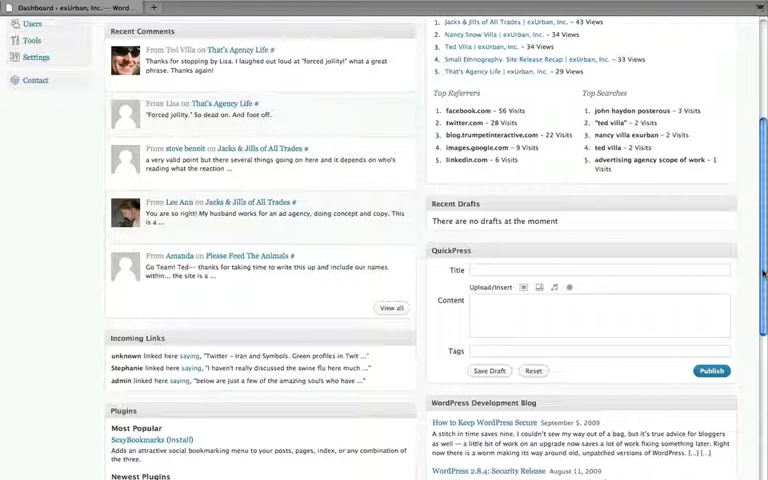 Dashboard ‹ exUrban, Inc. — Word...
Users
Tools
Settings
Contact
Recent Comments
From Ted Villa on That's Agency Life #
Thanks for stopping by Lisa. I laughed out loud at "forced jollity!" what a great
phrase. Thanks again!
From Lisa on That's Agency Life #
"Forced jollity." So dead on. And foot off.
From steve benoit on Jacks & Jills of All Trades #
a very valid point but there several things going on here and it depends on who's
reading what the reaction ...
From Lee Ann on Jacks & Jills of All Trades #
You are so right! My husband works for an ad agency, doing concept and copy. This
is a ...
From Amanda on Please Feed The Animals #
Go Team! Ted-- thanks for taking time to write this up and include our names
within... the site is a ...
View all
Incoming Links
unknown linked here saying, "Twitter – Iran and Symbols. Green profiles in Twit ..."
Stephanie linked here saying, "I haven't really discussed the swine flu here much ..."
admin linked here saying, "below are just a few of the amazing souls who have ..."
Plugins
Most Popular
SexyBookmarks (Install)
Adds an attractive social bookmarking menu to your posts, pages, index, or any combination of
the three.
Newest Plugins
1. Jacks & Jills of All Trades | exUrban, Inc. – 43 Views
2. Nancy Snow Villa | exUrban, Inc. – 34 Views
3. Ted Villa | exUrban, Inc. – 34 Views
4. Small Ethnography: Site Release Recap | exUrban, Inc. – 33 Views
5. That's Agency Life | exUrban, Inc. – 29 Views
Top Referrers
1. facebook.com – 56 Visits
2. twitter.com – 28 Visits
3. blog.trumpetinteractive.com – 22 Visits
4. images.google.com – 9 Visits
5. linkedin.com – 6 Visits
Top Searches
1. john haydon posterous – 3 Visits
2. "ted villa" – 2 Visits
3. nancy villa exurban – 2 Visits
4. ted villa – 2 Visits
5. advertising agency scope of work – 1
Visits
Recent Drafts
There are no drafts at the moment
QuickPress
Title
Upload/Insert
Content
Tags
Save Draft
Reset
Publish
WordPress Development Blog
How to Keep WordPress Secure September 5, 2009
A stitch in time saves nine. I couldn't sew my way out of a bag, but it's true advice for bloggers
as well — a little bit of work on an upgrade now saves a lot of work fixing something later. Right
now there is a worm making its way around old, unpatched versions of WordPress. [...] [...]
WordPress 2.8.4: Security Release August 11, 2009